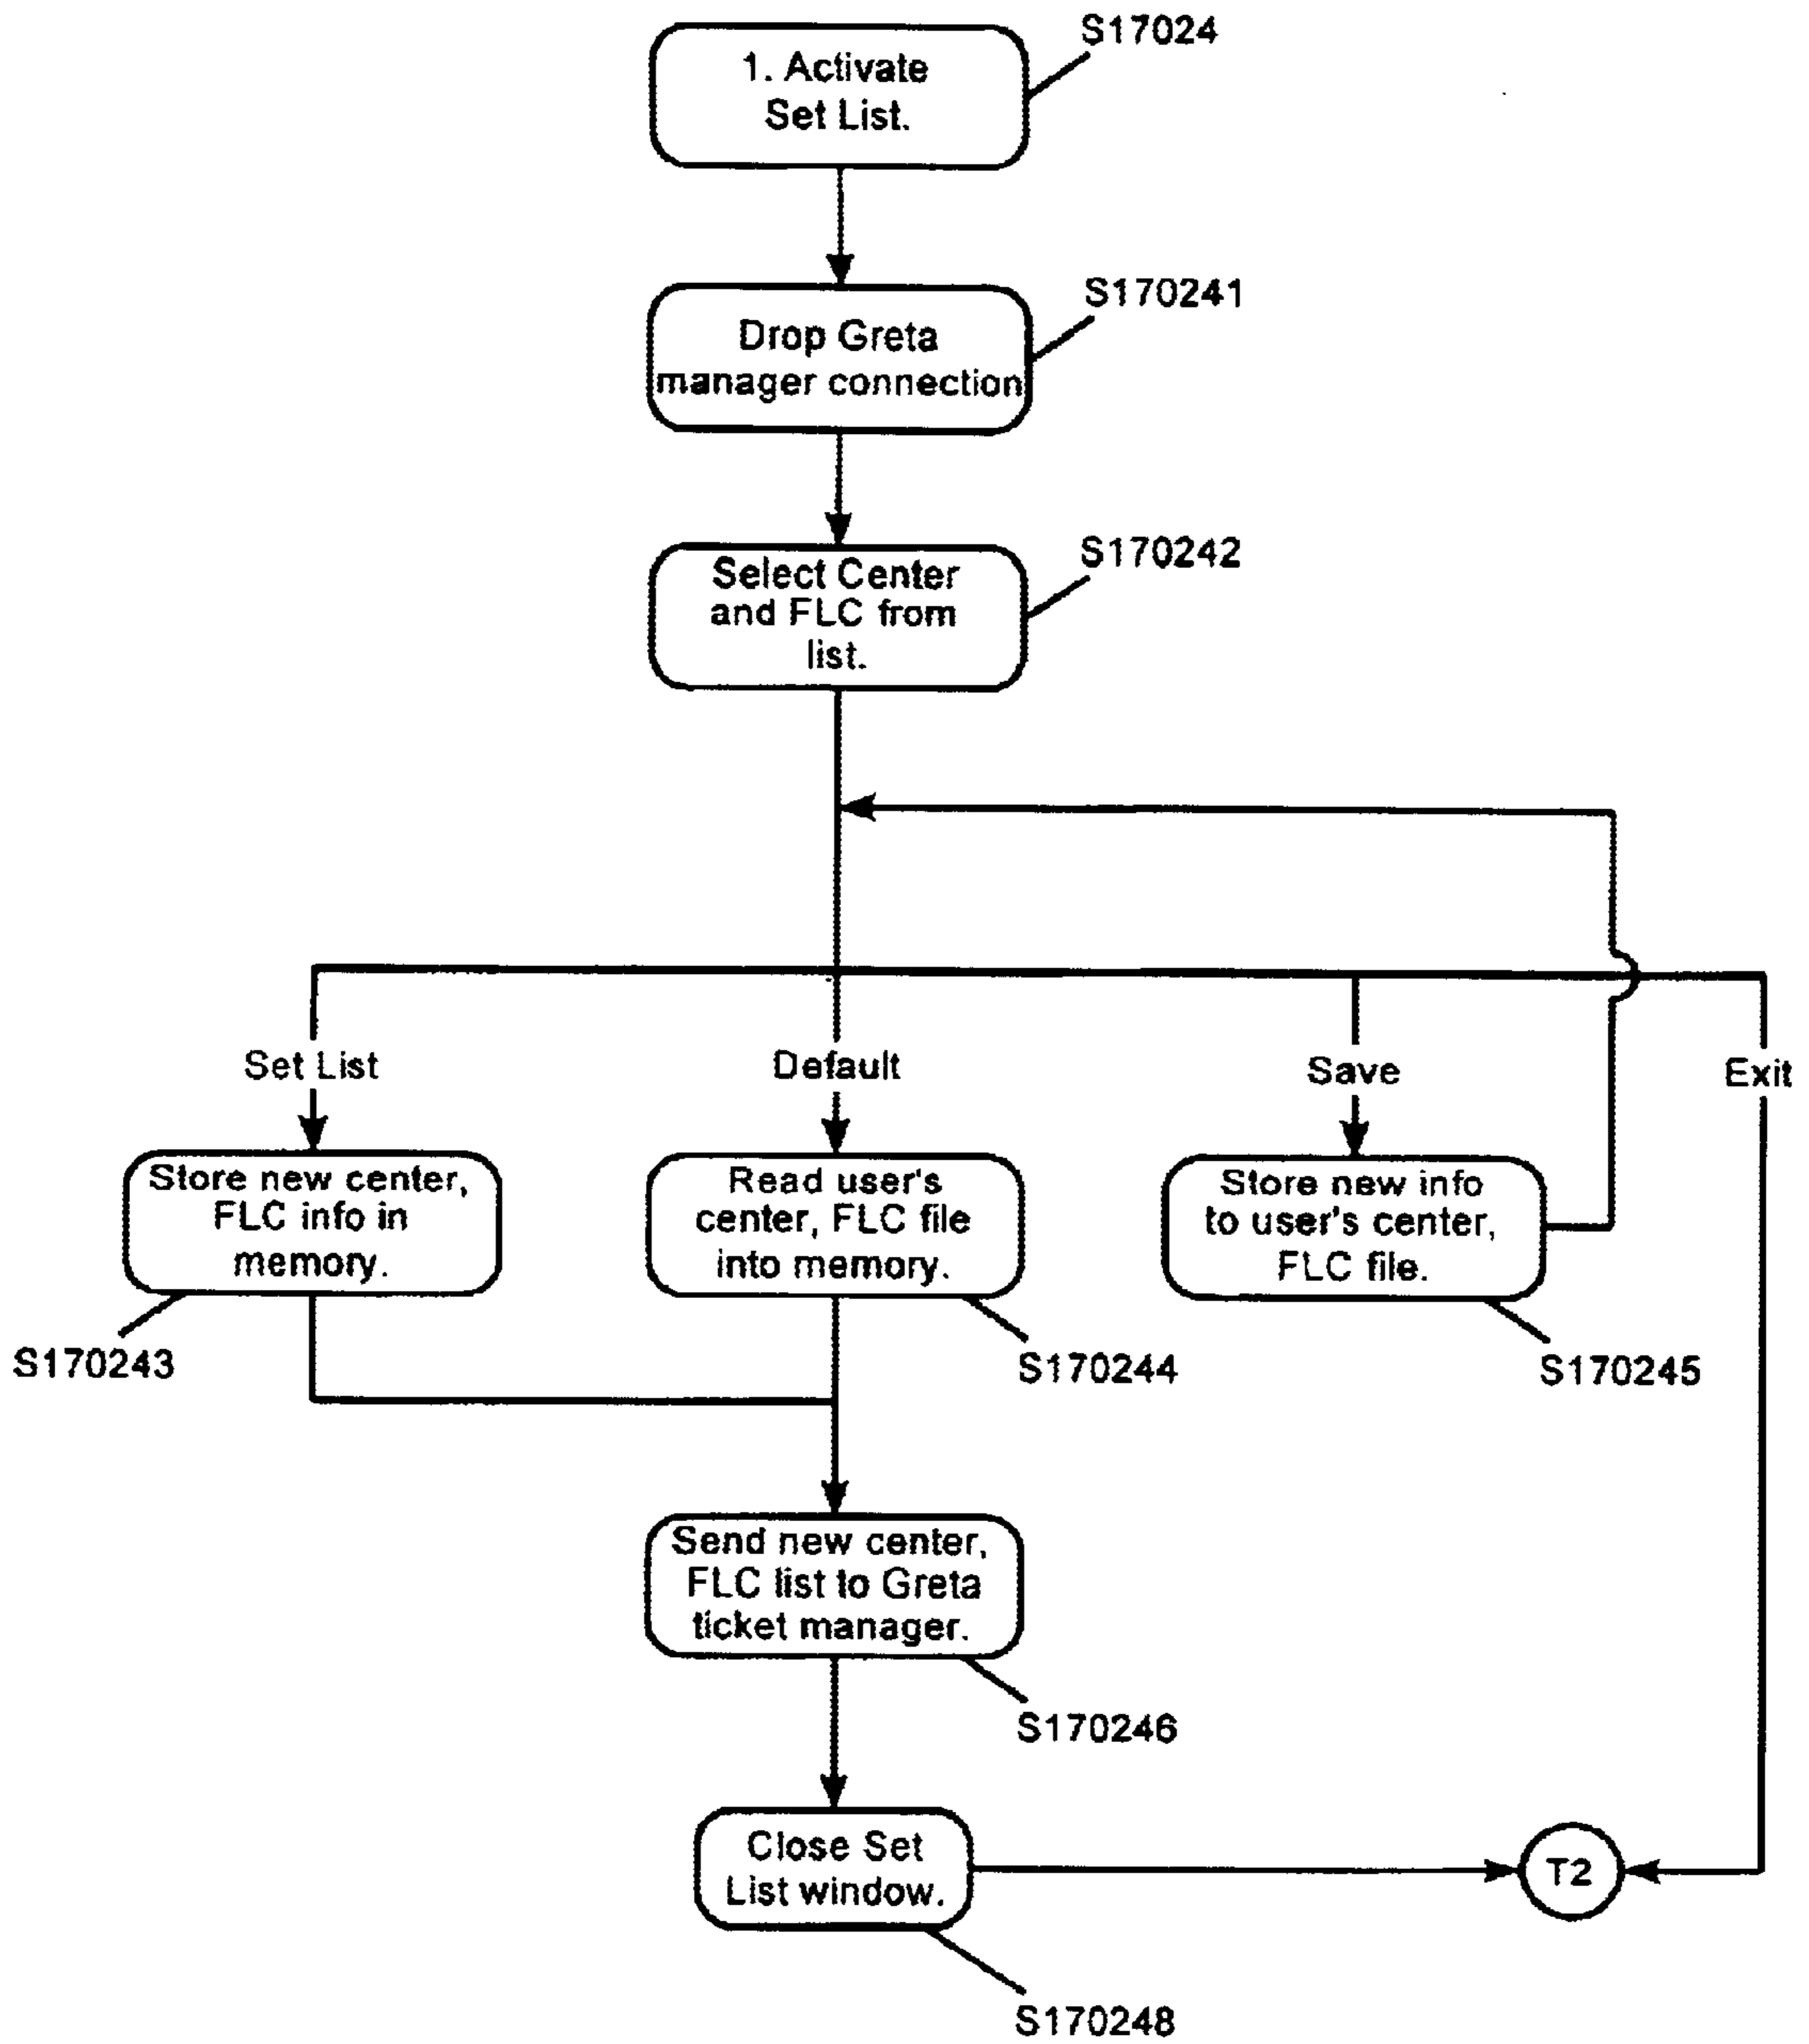 S17024
1. Activate
Set List.
S170241
Drop Greta
manager connection
S170242
Select Center
and FLC from
list.
Set List
Default
Save
Exit
Store new center,
FLC info in
memory.
Read user's
center, FLC file
into memory.
Store new info
to user's center,
FLC file.
S170243
S170244
S170245
Send new center,
FLC list to Greta
ticket manager.
S170246
Close Set
List window.
T2
S170248